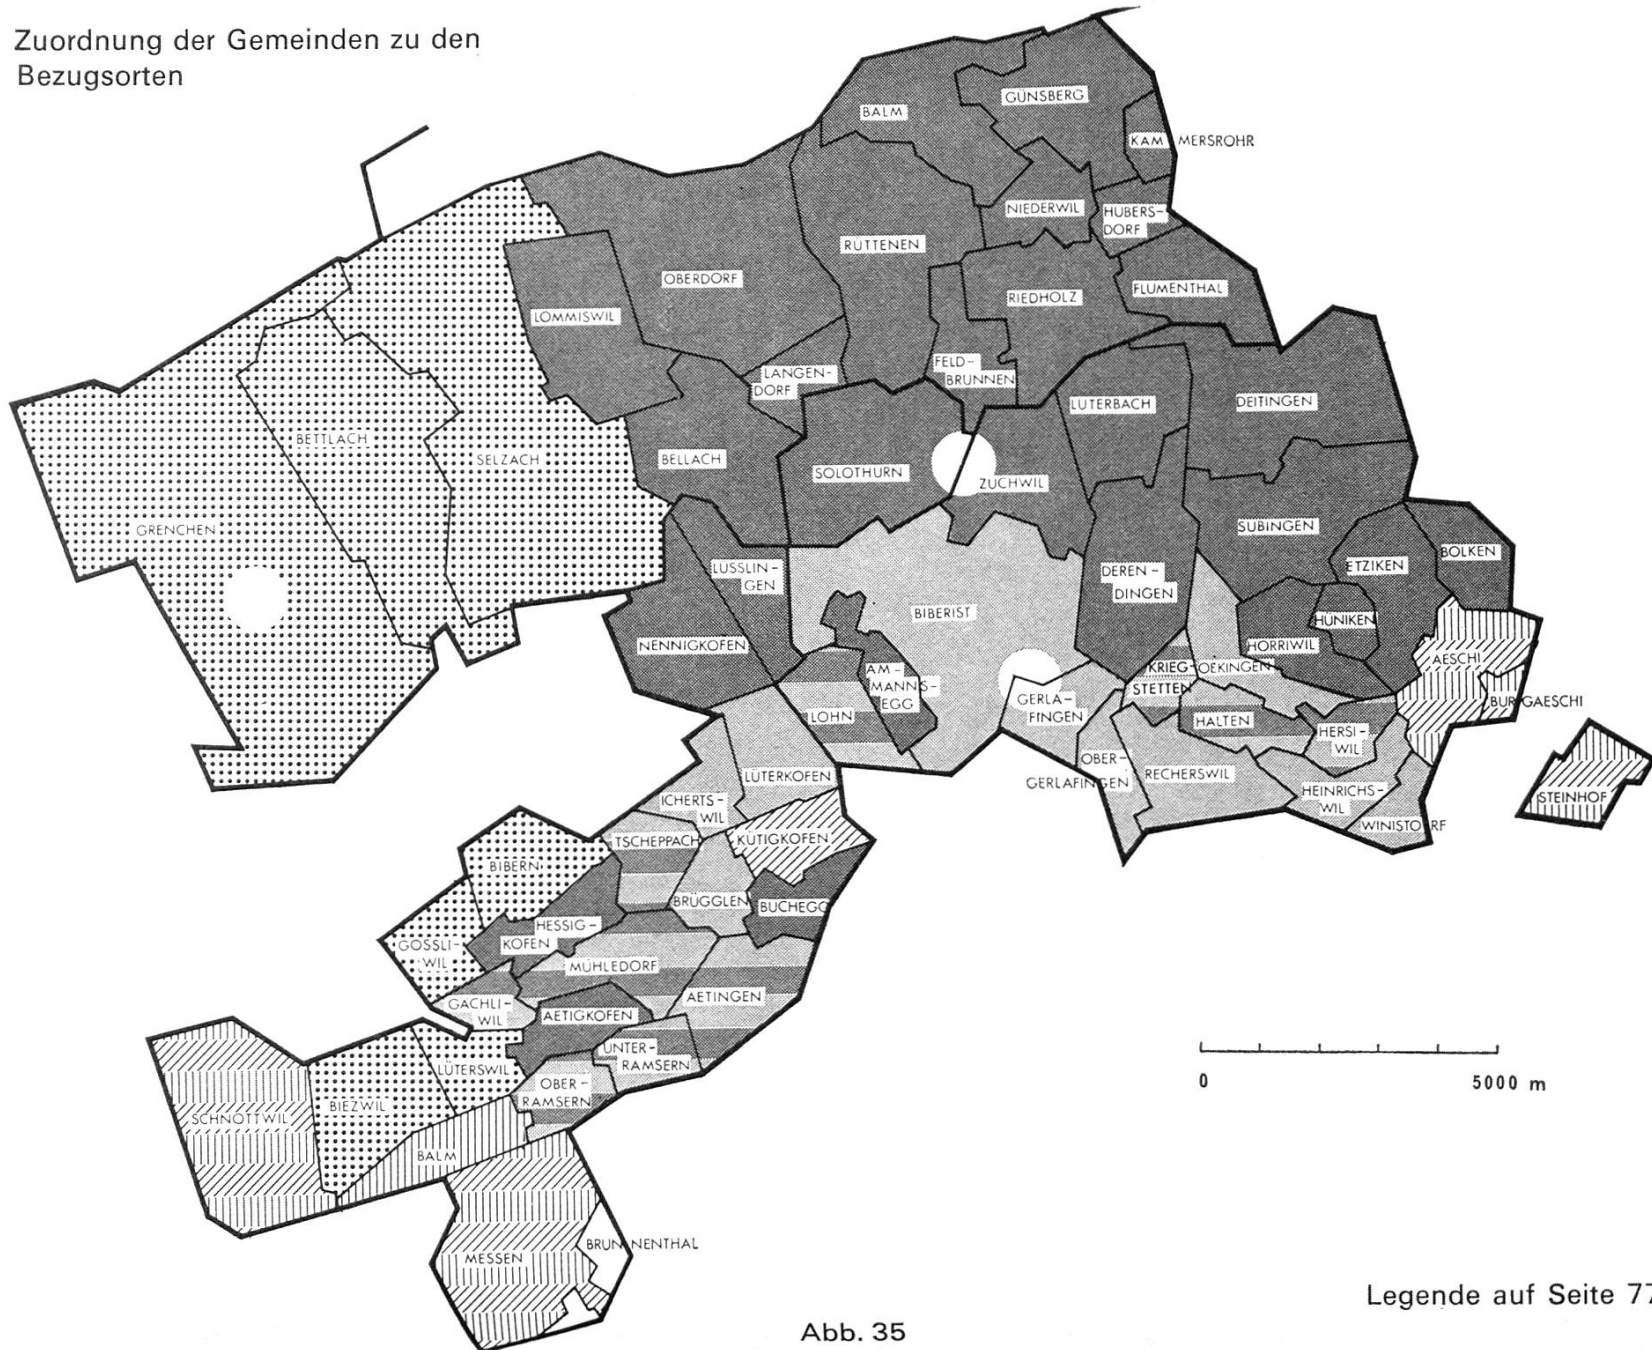 Zuordnung der Gemeinden zu den
Bezugsorten
BALM
GÜNSBERG
KAM MERSROHR
NIEDERWIL
HUBERS-
DORF
RÜTTENEN
OBERDORF
LOMMISWIL
RIEDHOLZ
FLUMENTHAL
FELD-
BRUNNEN
LANGEN-
DORF
LUTERBACH
DEITINGEN
BETTLACH
SELZACH
BELLACH
SOLOTHURN
ZUCHWIL
GRENCHEN
SUBINGEN
ETZIKEN
BOLKEN
LÜSSLIN-
GEN
DEREN-
DINGEN
BIBERIST
HÜNIKEN
HORRIWIL
NENNIGKOFEN
AESCHI
KRIEG-
STETTEN
OEKINGEN
AM-
MANNS-
EGG
BURGAESCHI
LOHN
GERLA-
FINGEN
HALTEN
HERSI-
WIL
OBER-
GERLAFINGEN
RECHERSWIL
HEINRICHS-
WIL
WINISTORF
STEINHOF
LÜTERKOFEN
ICHERTS-
WIL
TSCHEPPACH
KÜTIGKOFEN
BIBERN
BRÜGGLEN
BUCHEGG
HESSIG-
KOFEN
GOSSLI-
WIL
MÜHLEDORF
AETINGEN
GÄCHLI-
WIL
AETIGKOFEN
UNTER-
RAMSERN
LÜTERSWIL
OBER-
RAMSERN
SCHNOTTWIL
BIEZWIL
BALM
MESSEN
BRUNNENTHAL
0 5000 m
Legende auf Seite 77
Abb. 35